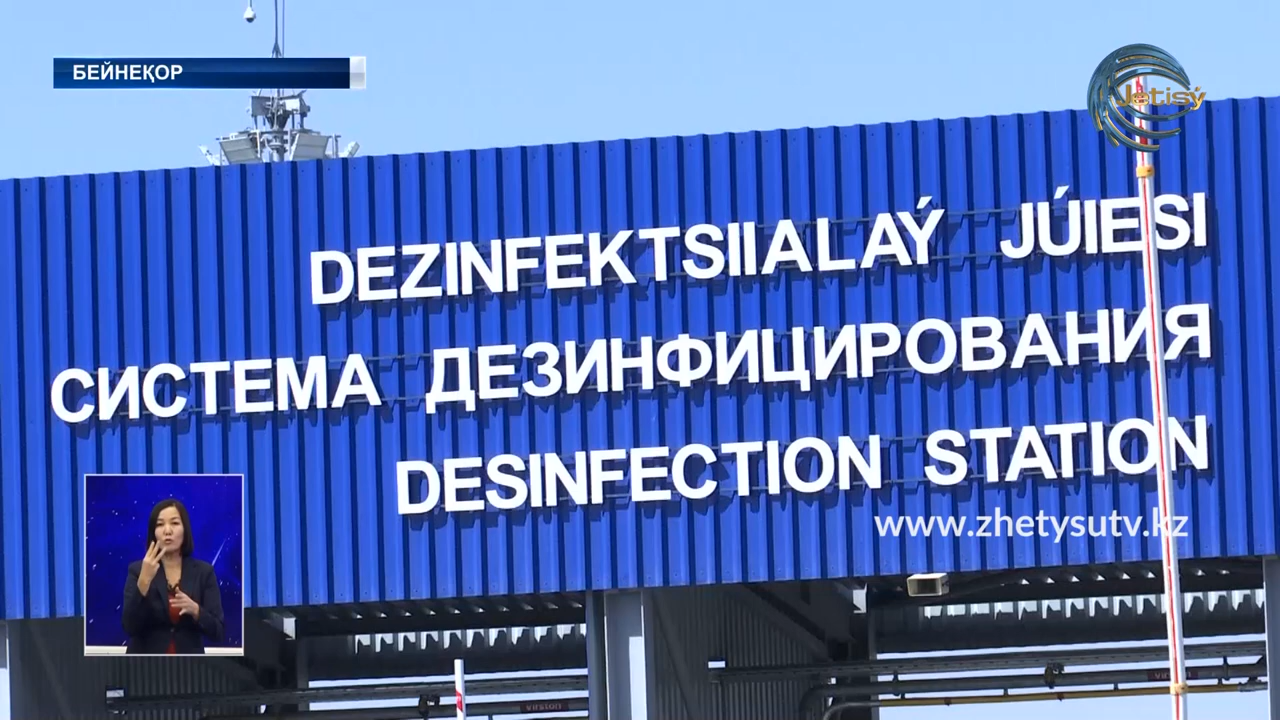 БЕЙНЕҚОР
Jetisý
DEZINFEKTSIIALAÝ JÚIESI
СИСТЕМА ДЕЗИНФИЦИРОВАНИЯ
DESINFECTION STATION
www.zhetysutv.kz